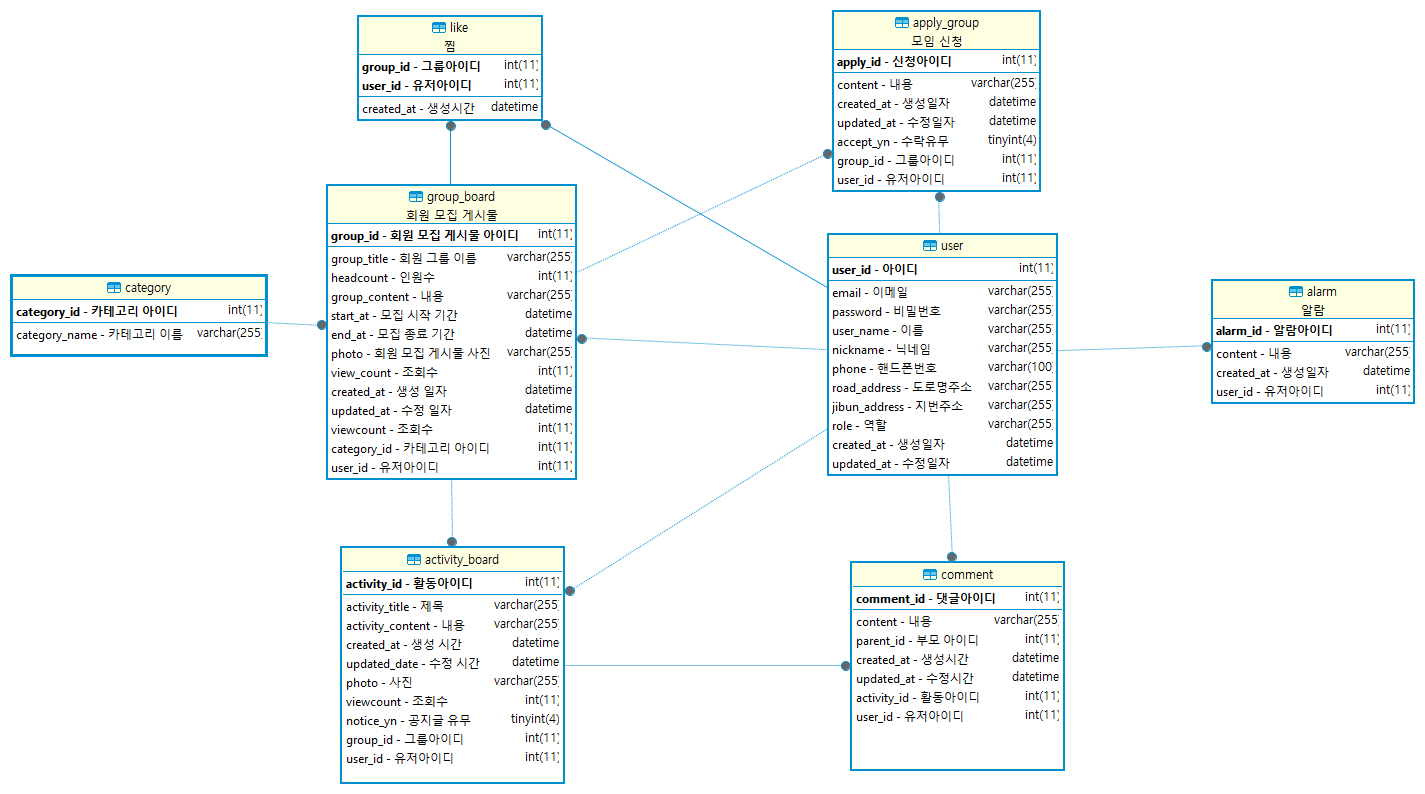 like
찜
group_id - 그룹아이디 int(11)
user_id - 유저아이디 int(11)
created_at - 생성시간 datetime
apply_group
모임 신청
apply_id - 신청아이디 int(11)
content - 내용 varchar(255)
created_at - 생성일자 datetime
updated_at - 수정일자 datetime
accept_yn - 수락유무 tinyint(4)
group_id - 그룹아이디 int(11)
user_id - 유저아이디 int(11)
group_board
회원 모집 게시물
group_id - 회원 모집 게시물 아이디 int(11)
group_title - 회원 그룹 이름 varchar(255)
headcount - 인원수 int(11)
group_content - 내용 varchar(255)
start_at - 모집 시작 기간 datetime
end_at - 모집 종료 기간 datetime
photo - 회원 모집 게시물 사진 varchar(255)
view_count - 조회수 int(11)
created_at - 생성 일자 datetime
updated_at - 수정 일자 datetime
viewcount - 조회수 int(11)
category_id - 카테고리 아이디 int(11)
user_id - 유저아이디 int(11)
user
user_id - 아이디 int(11)
email - 이메일 varchar(255)
password - 비밀번호 varchar(255)
user_name - 이름 varchar(255)
nickname - 닉네임 varchar(255)
phone - 핸드폰번호 varchar(100)
road_address - 도로명주소 varchar(255)
jibun_address - 지번주소 varchar(255)
role - 역할 varchar(255)
created_at - 생성일자 datetime
updated_at - 수정일자 datetime
category
category_id - 카테고리 아이디 int(11)
category_name - 카테고리 이름 varchar(255)
alarm
알람
alarm_id - 알람아이디 int(11)
content - 내용 varchar(255)
created_at - 생성일자 datetime
user_id - 유저아이디 int(11)
activity_board
activity_id - 활동아이디 int(11)
activity_title - 제목 varchar(255)
activity_content - 내용 varchar(255)
created_at - 생성 시간 datetime
updated_date - 수정 시간 datetime
photo - 사진 varchar(255)
viewcount - 조회수 int(11)
notice_yn - 공지글 유무 tinyint(4)
group_id - 그룹아이디 int(11)
user_id - 유저아이디 int(11)
comment
comment_id - 댓글아이디 int(11)
content - 내용 varchar(255)
parent_id - 부모 아이디 int(11)
created_at - 생성시간 datetime
updated_at - 수정시간 datetime
activity_id - 활동아이디 int(11)
user_id - 유저아이디 int(11)